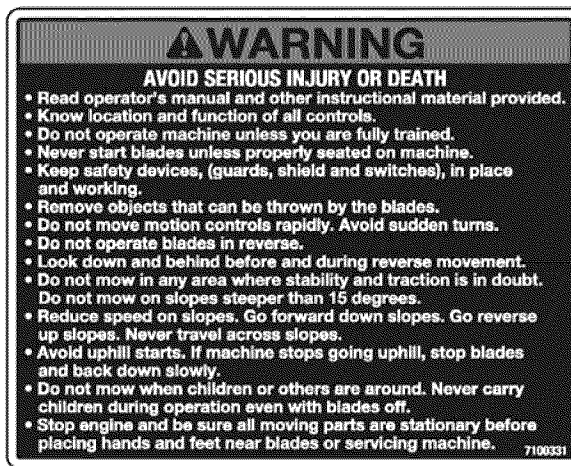 WARNING
AVOID SERIOUS INJURY OR DEATH
• Read operator's manual and other instructional material provided.
• Know location and function of all controls.
• Do not operate machine unless you are fully trained.
• Never start blades unless properly seated on machine.
• Keep safety devices, (guards, shield and switches), in place
and working.
• Remove objects that can be thrown by the blades.
• Do not move motion controls rapidly. Avoid sudden turns.
• Do not operate blades in reverse.
• Look down and behind before and during reverse movement.
• Do not mow in any area where stability and traction is in doubt.
Do not mow on slopes steeper than 15 degrees.
• Reduce speed on slopes. Go forward down slopes. Go reverse
up slopes. Never travel across slopes.
• Avoid uphill starts. If machine stops going uphill, stop blades
and back down slowly.
• Do not mow when children or others are around. Never carry
children during operation even with blades off.
• Stop engine and be sure all moving parts are stationary before
placing hands and feet near blades or servicing machine.
7100331